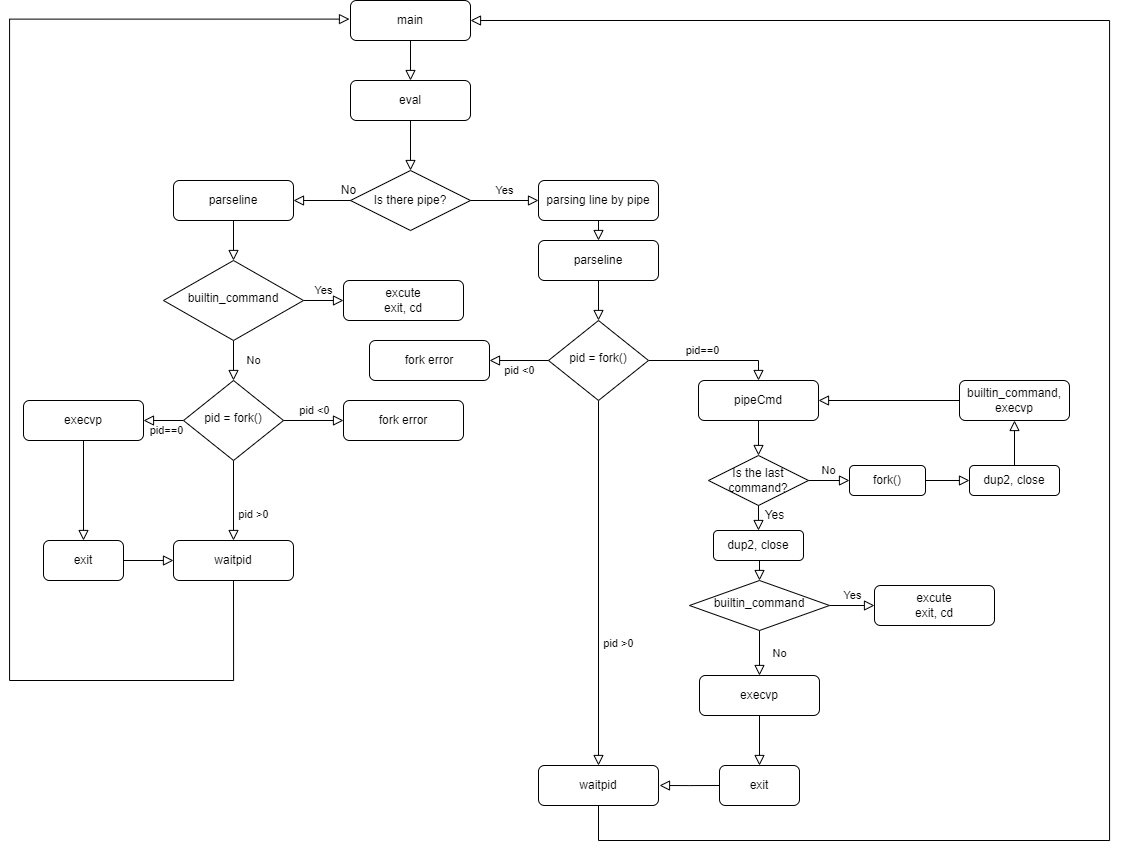 main
eval
Is there pipe?
No
Yes
parseline
parsing line by pipe
parseline
builtin_command
Yes
excute
exit, cd
No
pid = fork()
fork error
pid <0
pid==0
pid = fork()
pid <0
fork error
execvp
pid==0
pid >0
exit
waitpid
pipeCmd
builtin_command,
execvp
Is the last
command?
No
fork()
dup2, close
Yes
dup2, close
builtin_command
Yes
excute
exit, cd
No
pid >0
execvp
exit
waitpid